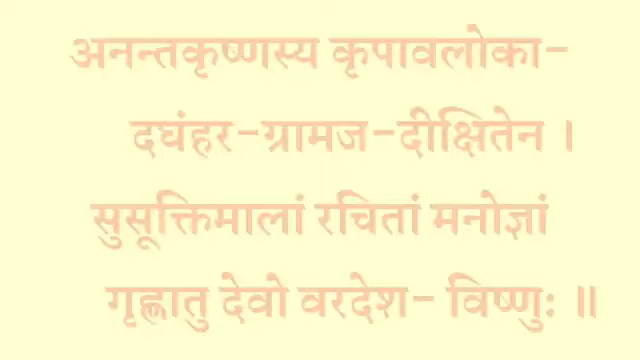 अनन्तकृष्णस्य कृपावलोका-
दघंहर-ग्रामज-दीक्षितेन ।
सुसूक्तिमालां रचितां मनोज्ञां
गृह्णातु देवो वरदेश- विष्णुः ॥